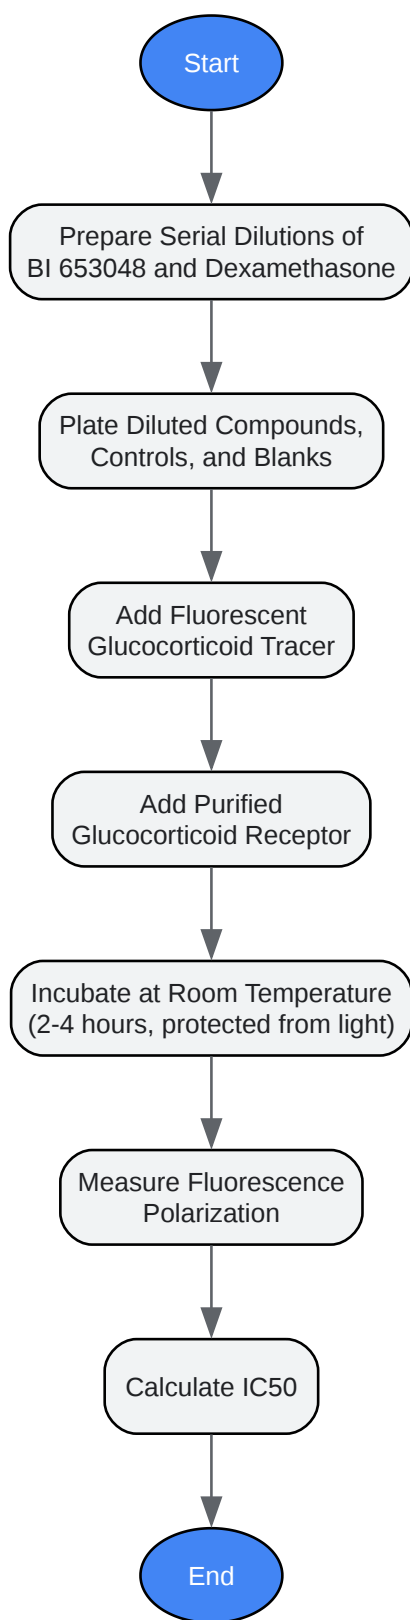 Start
Prepare Serial Dilutions of
BI 653048 and Dexamethasone
Plate Diluted Compounds,
Controls, and Blanks
Add Fluorescent
Glucocorticoid Tracer
Add Purified
Glucocorticoid Receptor
Incubate at Room Temperature
(2-4 hours, protected from light)
Measure Fluorescence
Polarization
Calculate IC50
End